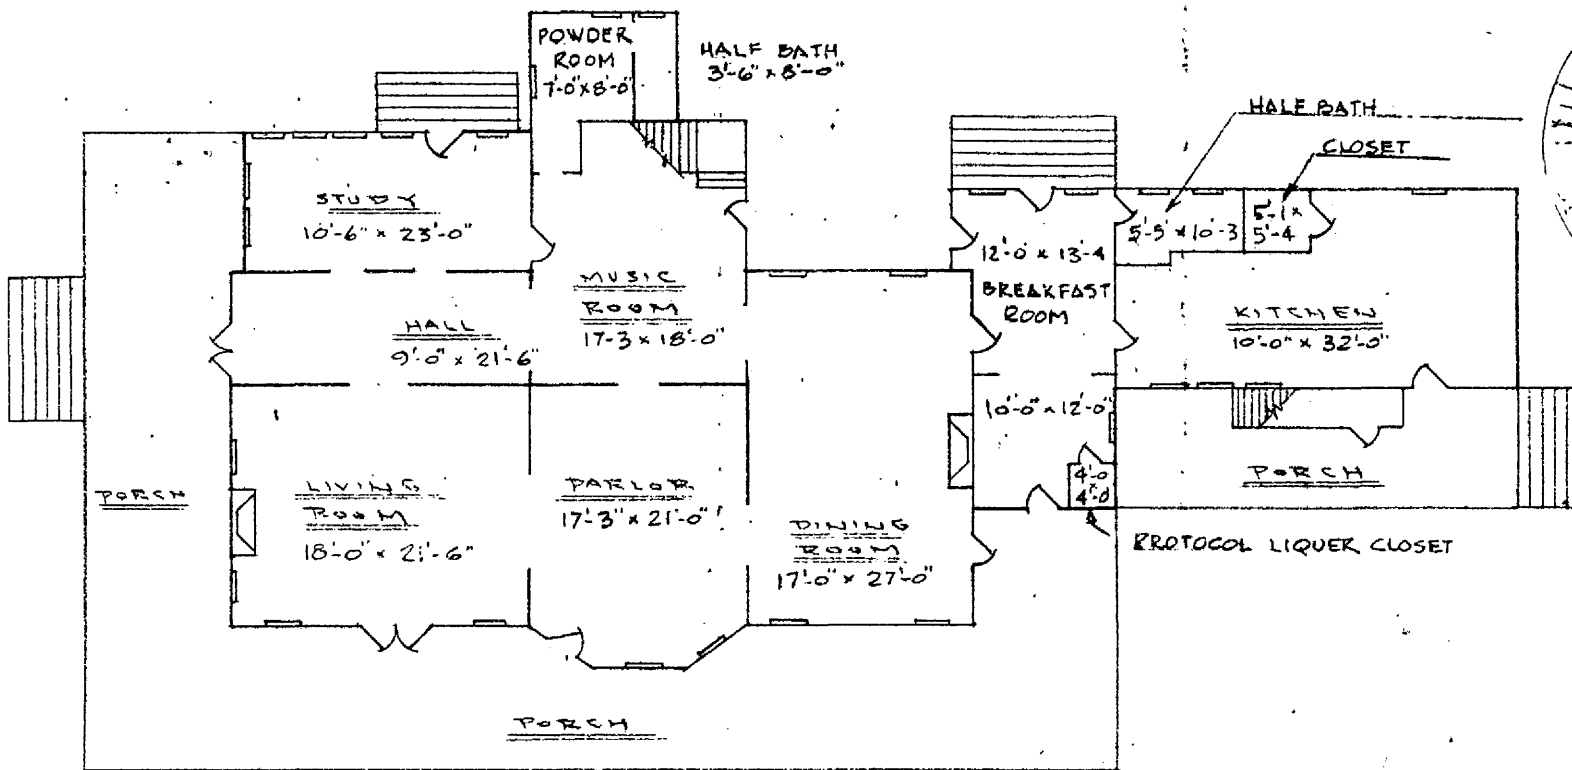 POWDER
ROOM
7'-0" x 8'-0"
HALF BATH
3'-6" x 8'-0"
HALF BATH
CLOSET
STUDY
10'-6" x 23'-0"
5'-5" x 10'-3
5'-1 x
5'-4
12'-0 x 13'-4
BREAKFAST
ROOM
MUSIC
ROOM
17'-3 x 18'-0"
HALL
9'-0" x 21'-6"
KITCHEN
10'-0" x 32'-0"
10'-0" x 12'-0"
4'-0
x
4'-0
PORCH
LIVING
ROOM
18'-0" x 21'-6"
PARLOR
17'-3" x 21'-0"
DINING
ROOM
17'-0" x 27'-0"
PORCH
PROTOCOL LIQUER CLOSET
PORCH